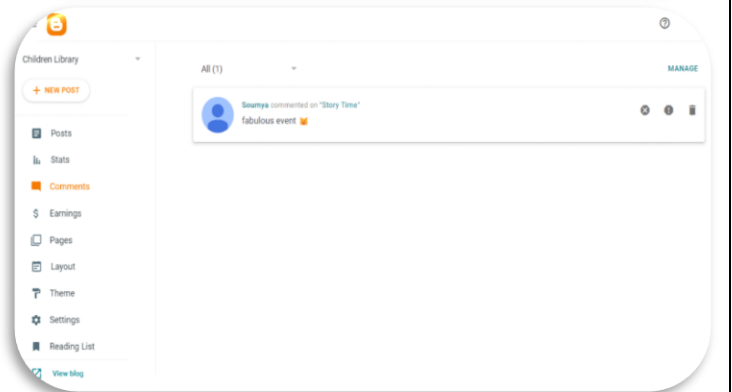 Children Library
+ NEW POST
Posts
Stats
Comments
Earnings
Pages
Layout
Theme
Settings
Reading List
View blog
All (1)
MANAGE
Soumya commented on "Story Time"
fabulous event